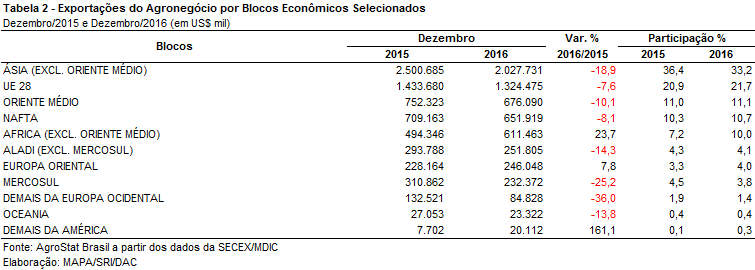 Tabela 2 - Exportações do Agronegócio por Blocos Econômicos Selecionados
Dezembro/2015 e Dezembro/2016 (em US$ mil)
Blocos Dezembro Var. % Participação %
2015 2016 2016/2015 2015 2016
ÁSIA (EXCL. ORIENTE MÉDIO) 2.500.685 2.027.731 -18,9 36,4 33,2
UE 28 1.433.680 1.324.475 -7,6 20,9 21,7
ORIENTE MÉDIO 752.323 676.090 -10,1 11,0 11,1
NAFTA 709.163 651.919 -8,1 10,3 10,7
AFRICA (EXCL. ORIENTE MÉDIO) 494.346 611.463 23,7 7,2 10,0
ALADI (EXCL. MERCOSUL) 293.788 251.805 -14,3 4,3 4,1
EUROPA ORIENTAL 228.164 246.048 7,8 3,3 4,0
MERCOSUL 310.862 232.372 -25,2 4,5 3,8
DEMAIS DA EUROPA OCIDENTAL 132.521 84.828 -36,0 1,9 1,4
OCEANIA 27.053 23.322 -13,8 0,4 0,4
DEMAIS DA AMÉRICA 7.702 20.112 161,1 0,1 0,3
Fonte: AgroStat Brasil a partir dos dados da SECEX/MDIC
Elaboração: MAPA/SRI/DAC